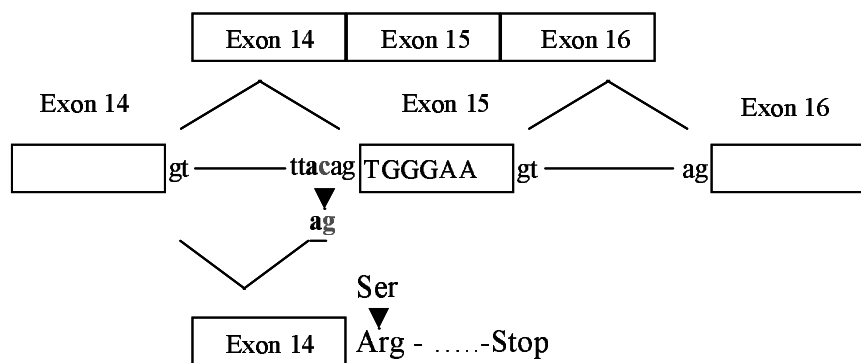 Exon 14 Exon 15 Exon 16
Exon 14 Exon 15 Exon 16
gt ttacag TGGGAA gt ag
ag
Ser
Exon 14 Arg - .....-Stop